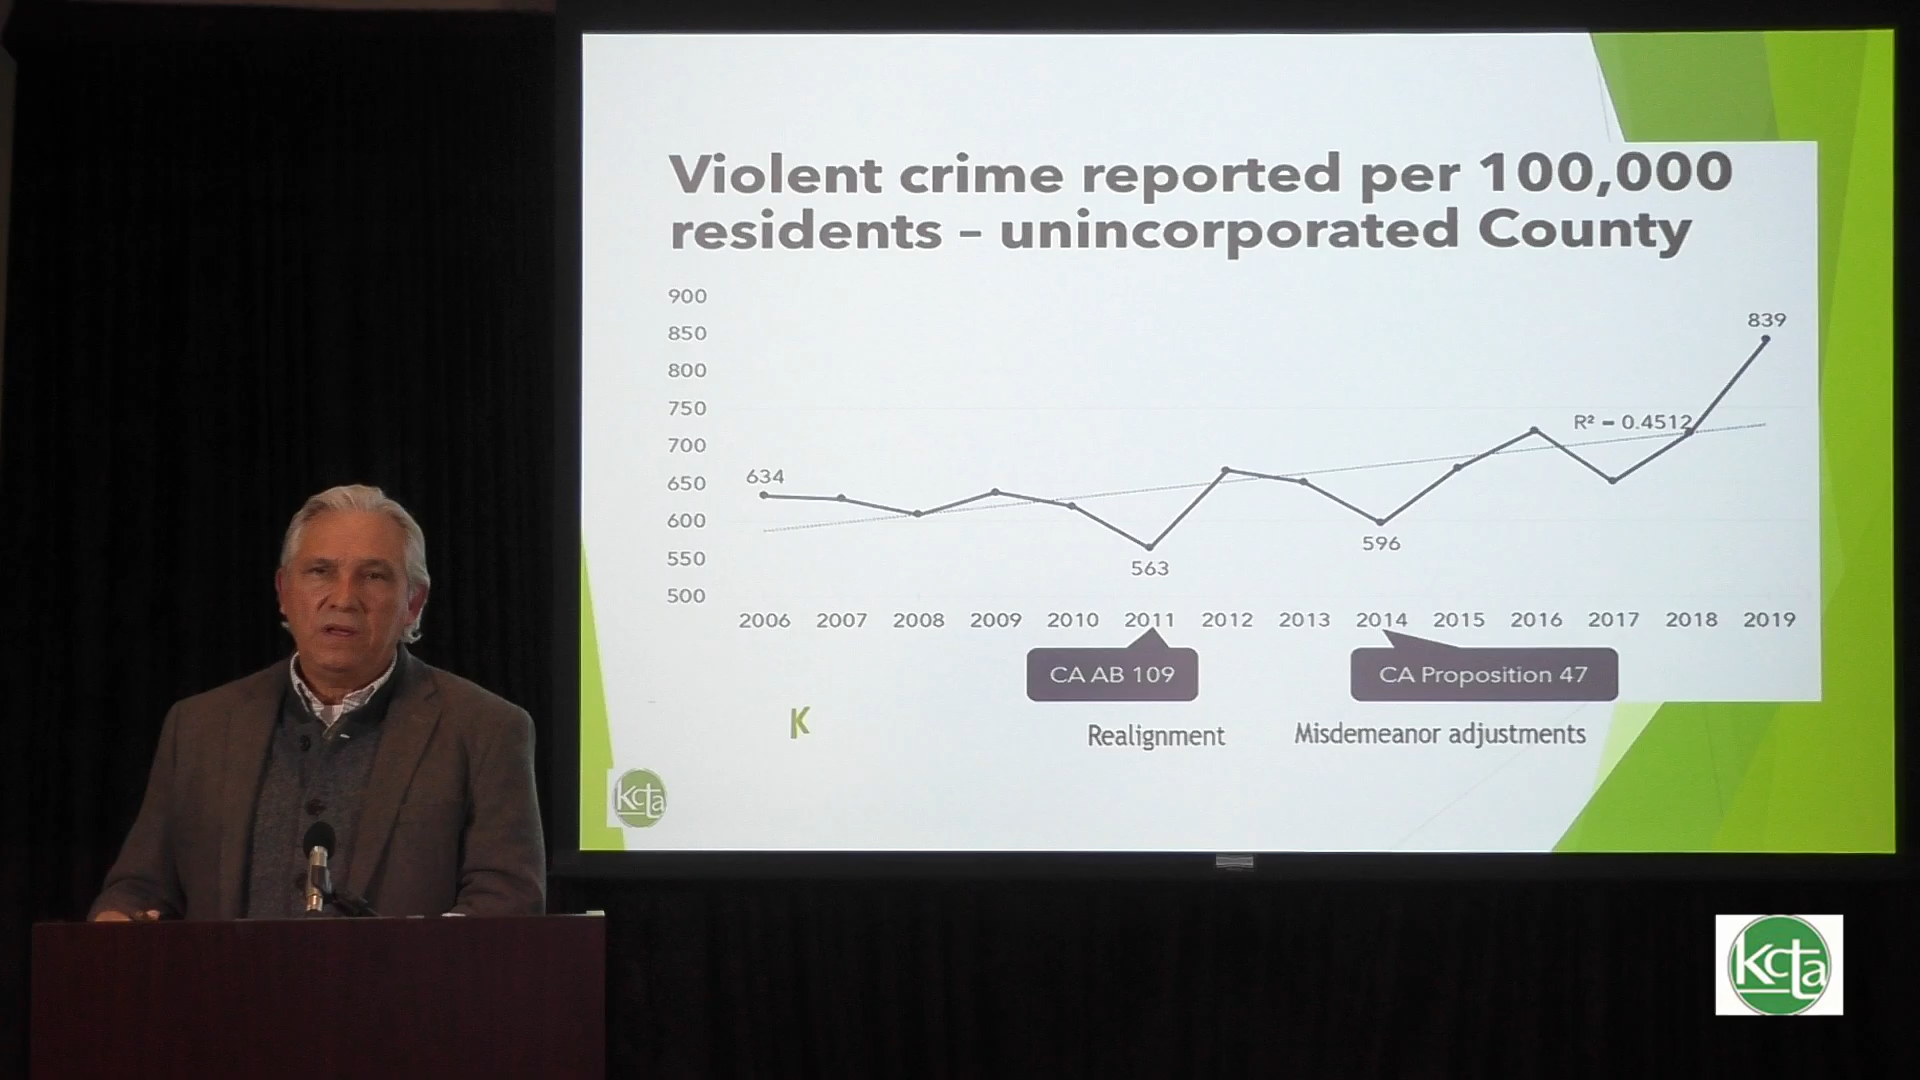 Violent crime reported per 100,000
residents – unincorporated County
900
850
800
750
700
650
600
550
500
634
563
596
R² = 0.4512
839
2006 2007 2008 2009 2010 2011 2012 2013 2014 2015 2016 2017 2018 2019
CA AB 109
CA Proposition 47
K
Realignment
Misdemeanor adjustments
kcta
kcta